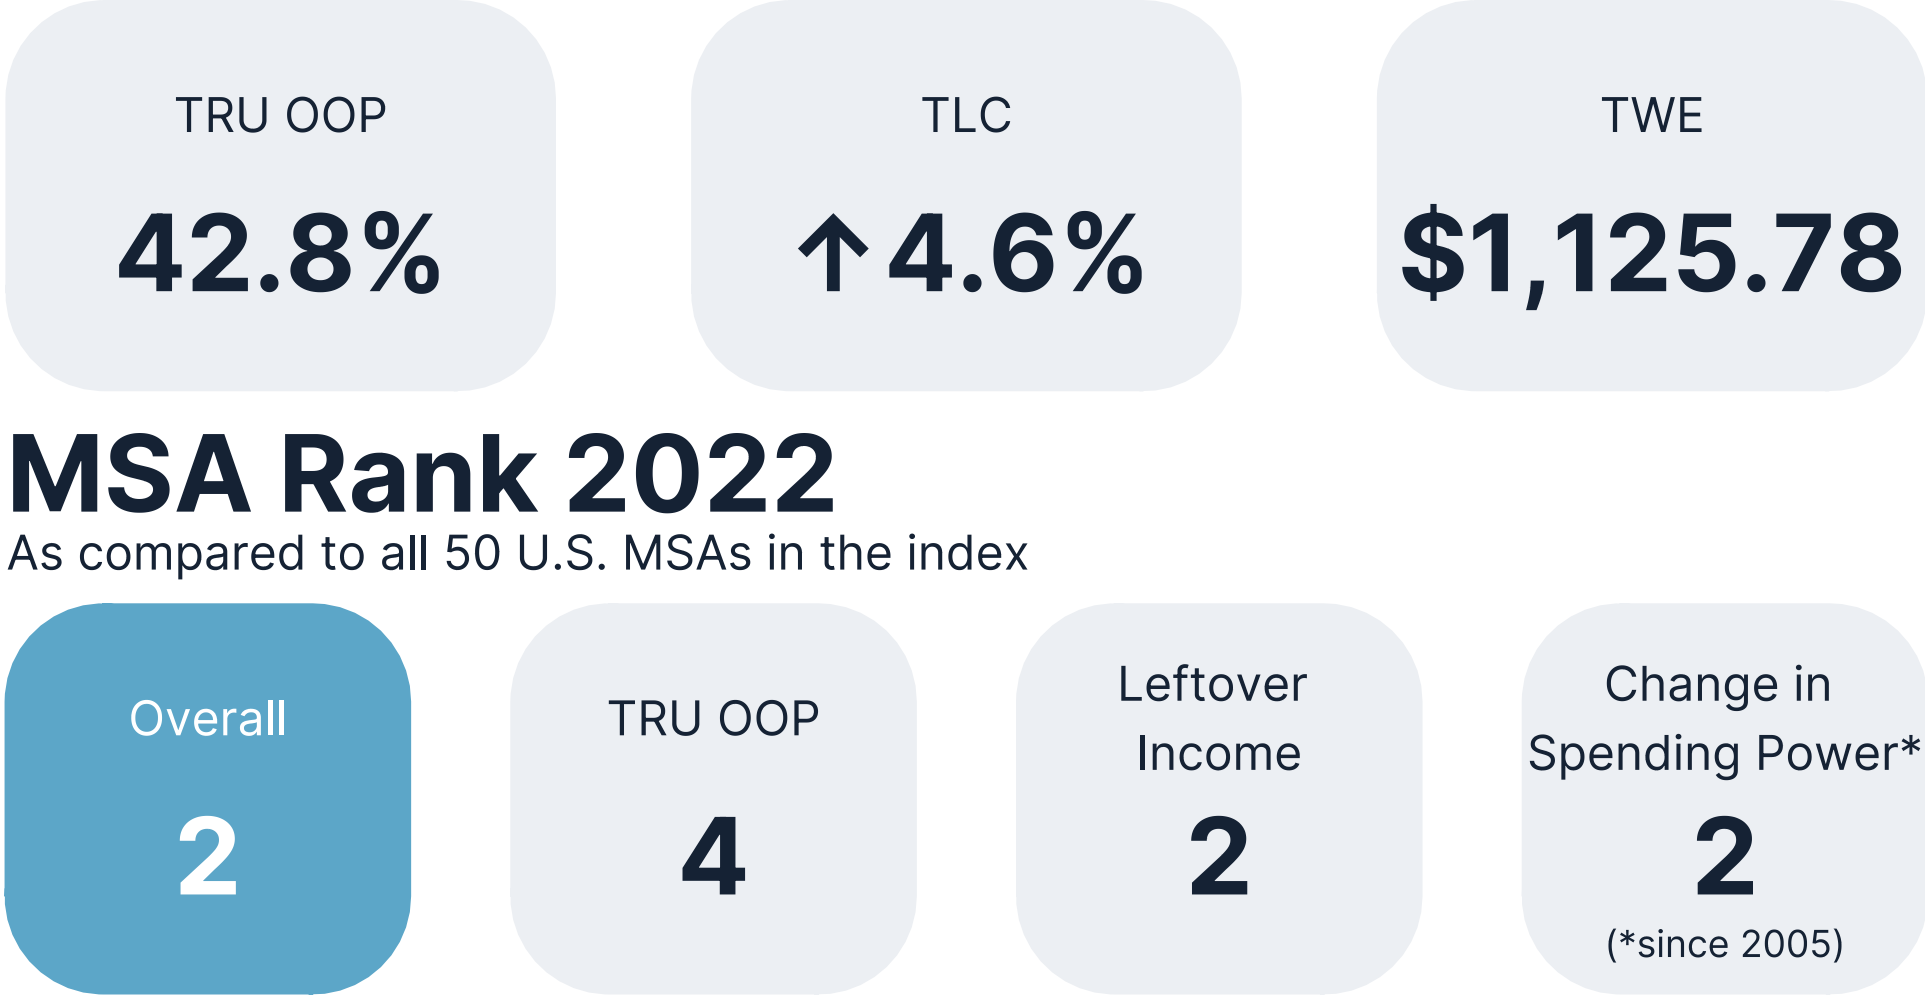 TRU OOP
TLC
TWE
42.8%
↑4.6%
$1,125.78
MSA Rank 2022
As compared to all 50 U.S. MSAs in the index
Overall
2
TRU OOP
4
Leftover
Income
2
Change in
Spending Power*
2
(*since 2005)